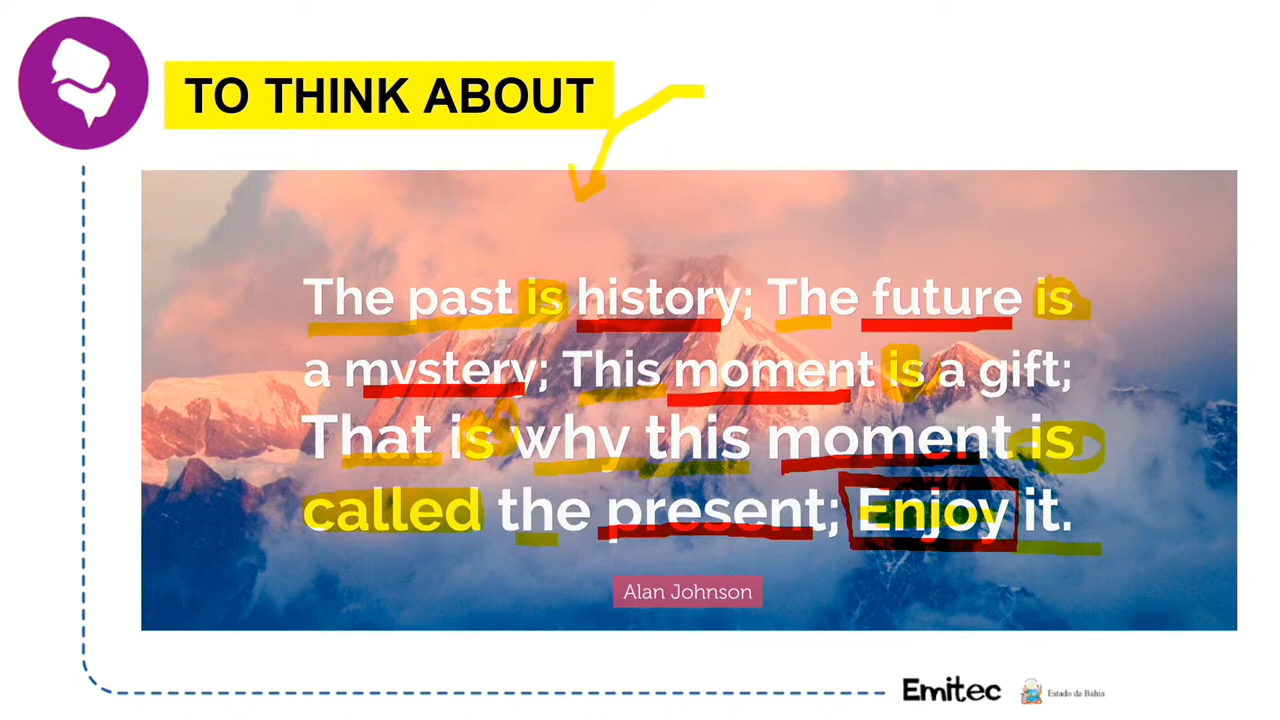 TO THINK ABOUT
The past is history; The future is
a mystery; This moment is a gift;
That is why this moment is
called the present; Enjoy it.
Alan Johnson
Emitec
Estado da Bahia